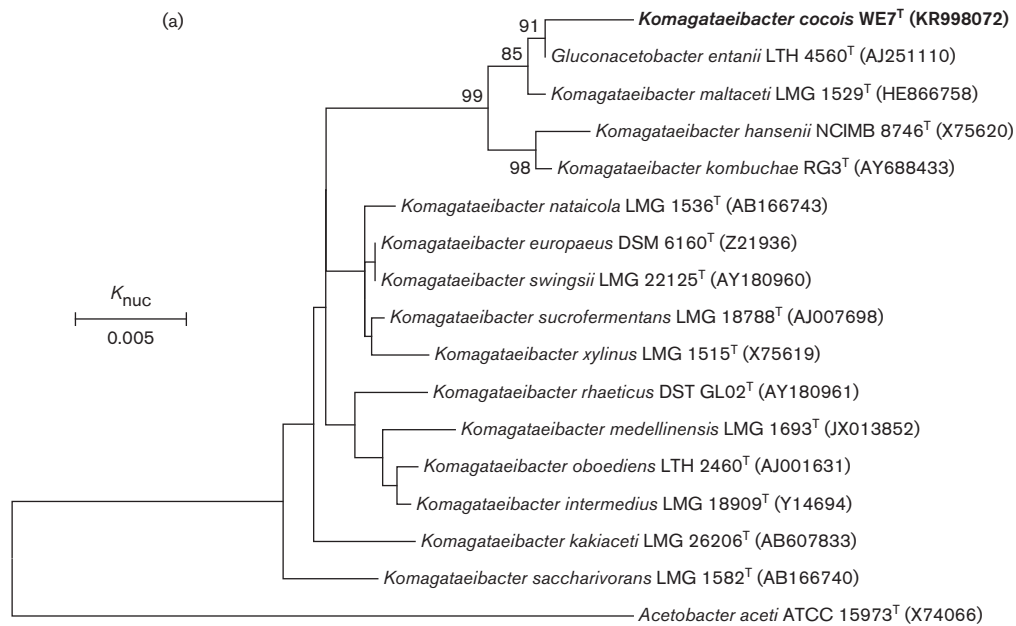 (a)
Komagataeibacter cocois WE7ᵀ (KR998072)
91
Gluconacetobacter entanii LTH 4560ᵀ (AJ251110)
85
Komagataeibacter maltaceti LMG 1529ᵀ (HE866758)
99
Komagataeibacter hansenii NCIMB 8746ᵀ (X75620)
98
Komagataeibacter kombuchae RG3ᵀ (AY688433)
Komagataeibacter nataicola LMG 1536ᵀ (AB166743)
Komagataeibacter europaeus DSM 6160ᵀ (Z21936)
Komagataeibacter swingsii LMG 22125ᵀ (AY180960)
Knuc
0.005
Komagataeibacter sucrofermentans LMG 18788ᵀ (AJ007698)
Komagataeibacter xylinus LMG 1515ᵀ (X75619)
Komagataeibacter rhaeticus DST GL02ᵀ (AY180961)
Komagataeibacter medellinensis LMG 1693ᵀ (JX013852)
Komagataeibacter oboediens LTH 2460ᵀ (AJ001631)
Komagataeibacter intermedius LMG 18909ᵀ (Y14694)
Komagataeibacter kakiaceti LMG 26206ᵀ (AB607833)
Komagataeibacter saccharivorans LMG 1582ᵀ (AB166740)
Acetobacter aceti ATCC 15973ᵀ (X74066)